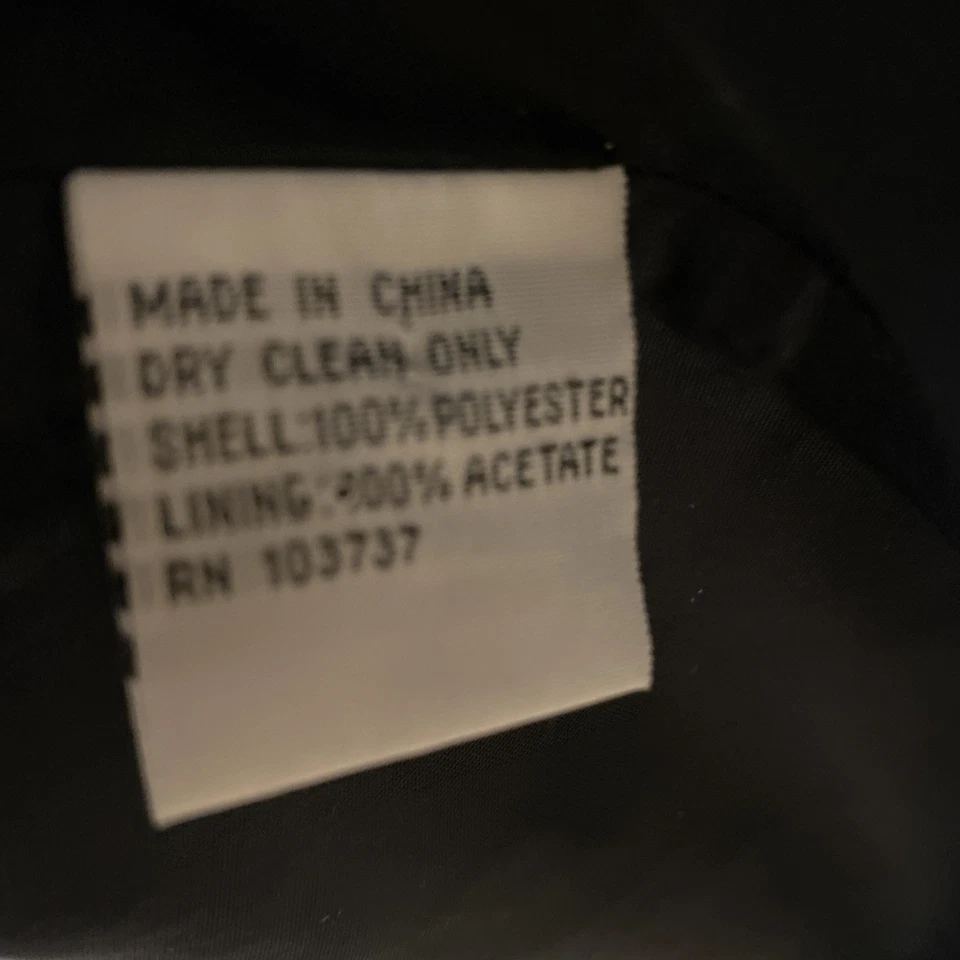 MADE IN CHINA
DRY CLEAN ONLY
SHELL:100%POLYESTER
LINING:100% ACETATE
RN 103737